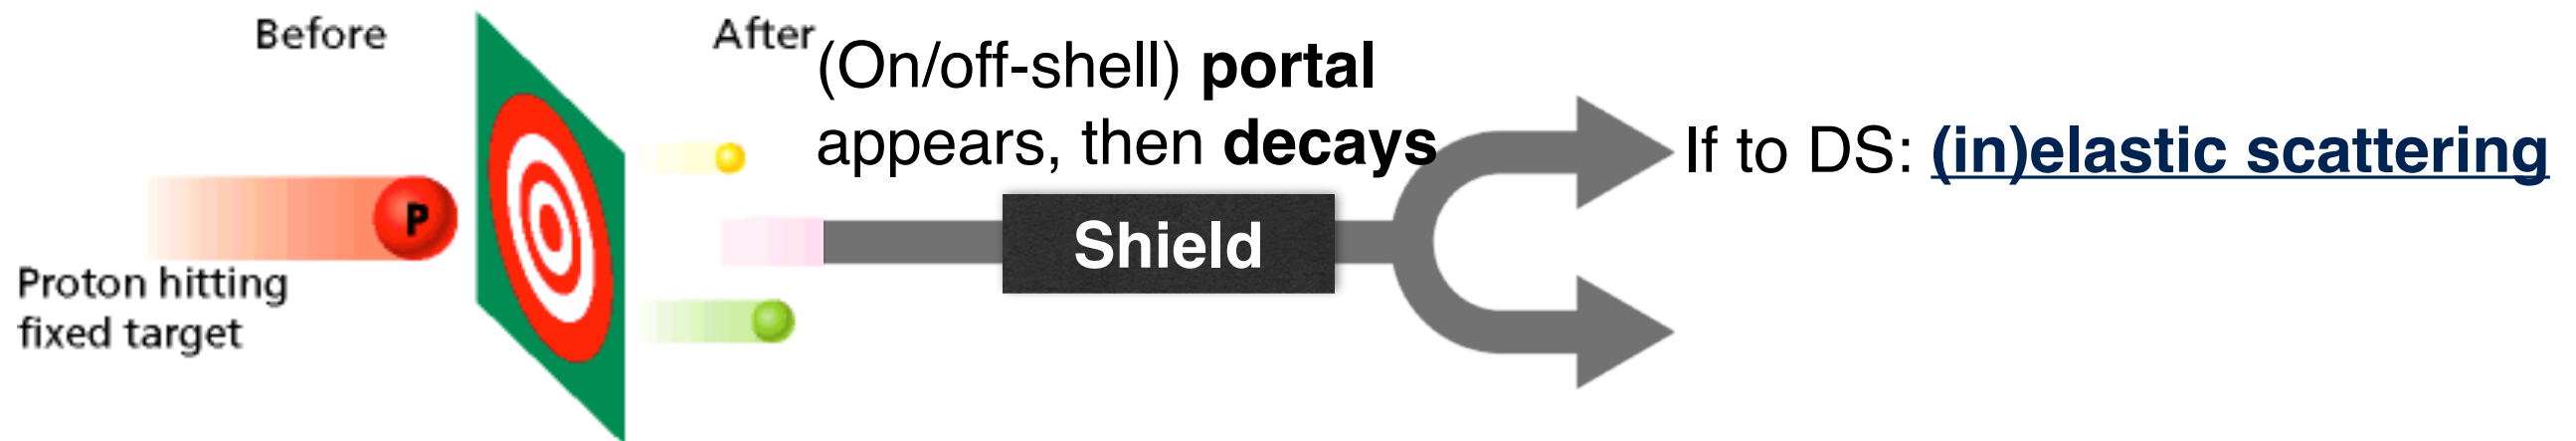 Before
After
(On/off-shell) portal
appears, then decays
If to DS: (in)elastic scattering
P
Shield
Proton hitting
fixed target